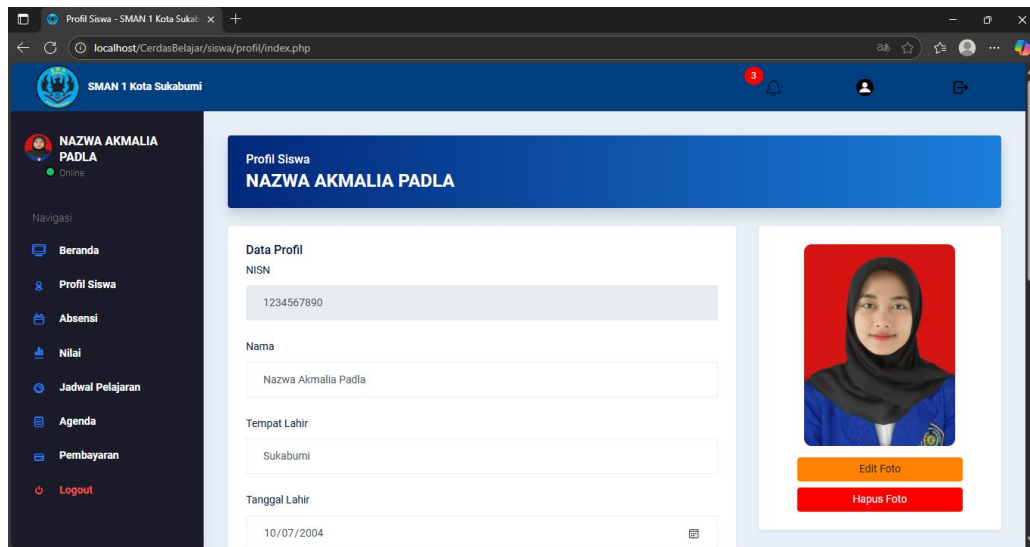 Profil Siswa - SMAN 1 Kota Sukab
localhost/CerdasBelajar/siswa/profil/index.php
SMAN 1 Kota Sukabumi
3
NAZWA AKMALIA
PADLA
Online
Navigasi
Beranda
Profil Siswa
Absensi
Nilai
Jadwal Pelajaran
Agenda
Pembayaran
Logout
Profil Siswa
NAZWA AKMALIA PADLA
Data Profil
NISN
1234567890
Nama
Nazwa Akmalia Padla
Tempat Lahir
Sukabumi
Tanggal Lahir
10/07/2004
Edit Foto
Hapus Foto